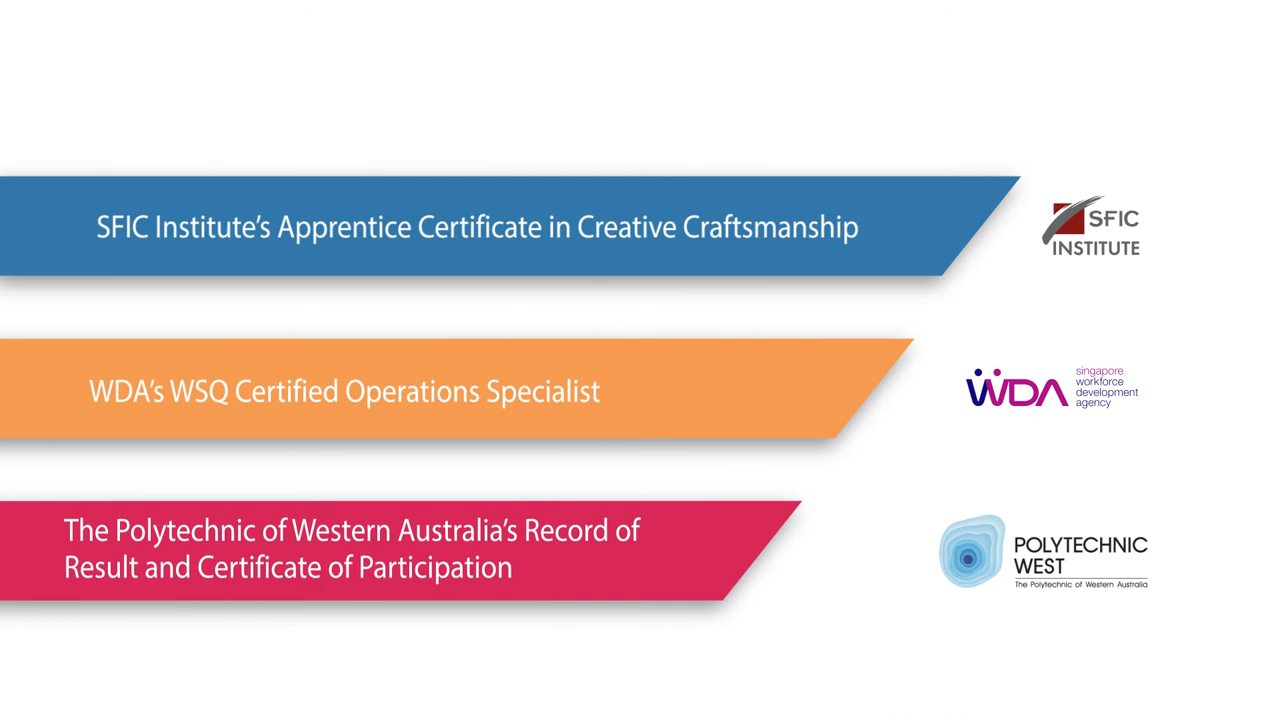 SFIC Institute’s Apprentice Certificate in Creative Craftsmanship
SFIC
INSTITUTE
WDA’s WSQ Certified Operations Specialist
WDA
singapore
workforce
development
agency
The Polytechnic of Western Australia’s Record of
Result and Certificate of Participation
POLYTECHNIC
WEST
The Polytechnic of Western Australia